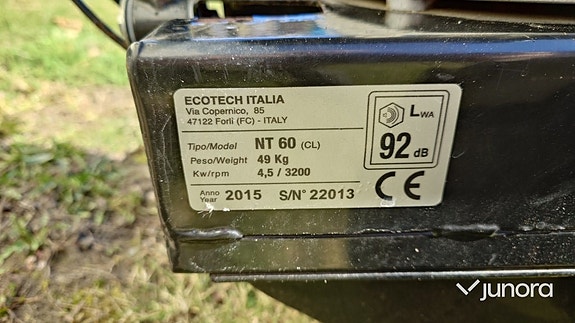 ECOTECH ITALIA
Via Copernico, 85
47122 Forlì (FC) - ITALY
Tipo/Model NT 60 (CL)
Peso/Weight 49 Kg
Kw/rpm 4,5 / 3200
Anno
Year 2015 S/N° 22013
LWA
92 dB
CE
junora